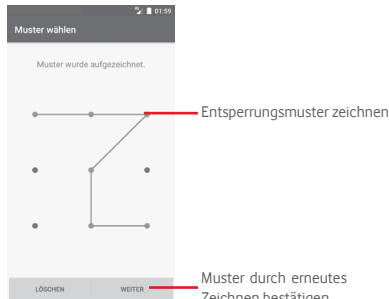 01:59
Muster wählen
Muster wurde aufgezeichnet.
Entsperrungsmuster zeichnen
Muster durch erneutes
Zeichnen bestätigen
LÖSCHEN
WEITER